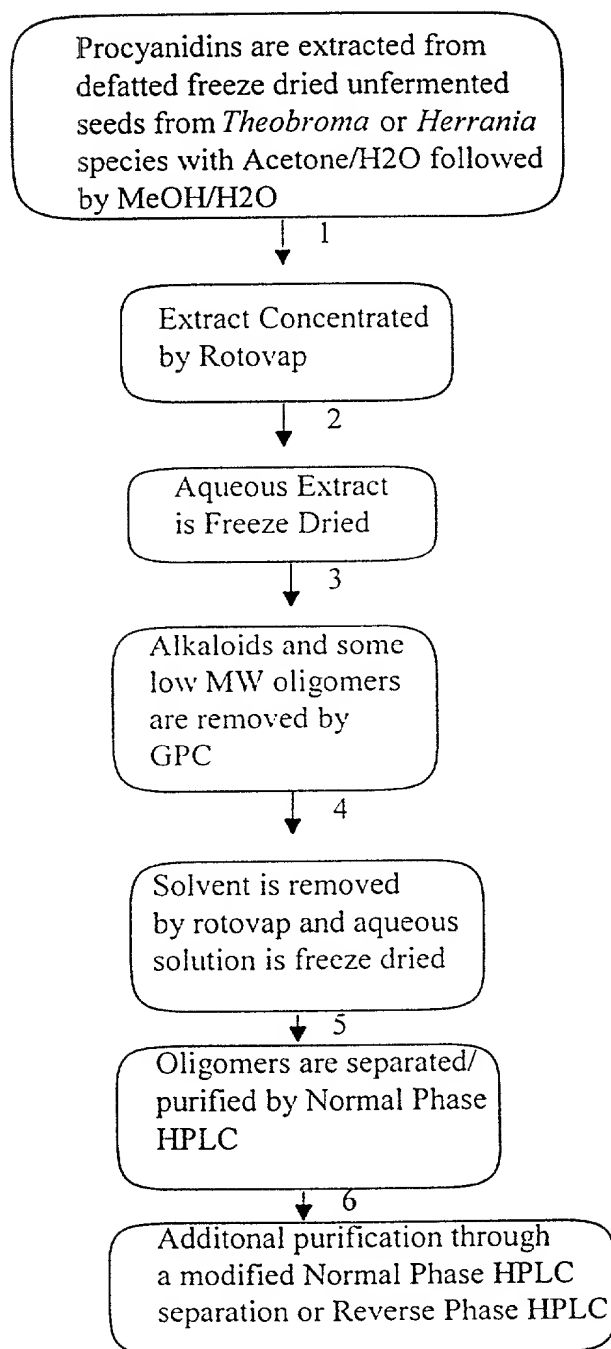 Procyanidins are extracted from
defatted freeze dried unfermented
seeds from Theobroma or Herrania
species with Acetone/H2O followed
by MeOH/H2O
1
Extract Concentrated
by Rotovap
2
Aqueous Extract
is Freeze Dried
3
Alkaloids and some
low MW oligomers
are removed by
GPC
4
Solvent is removed
by rotovap and aqueous
solution is freeze dried
5
Oligomers are separated/
purified by Normal Phase
HPLC
6
Additonal purification through
a modified Normal Phase HPLC
separation or Reverse Phase HPLC